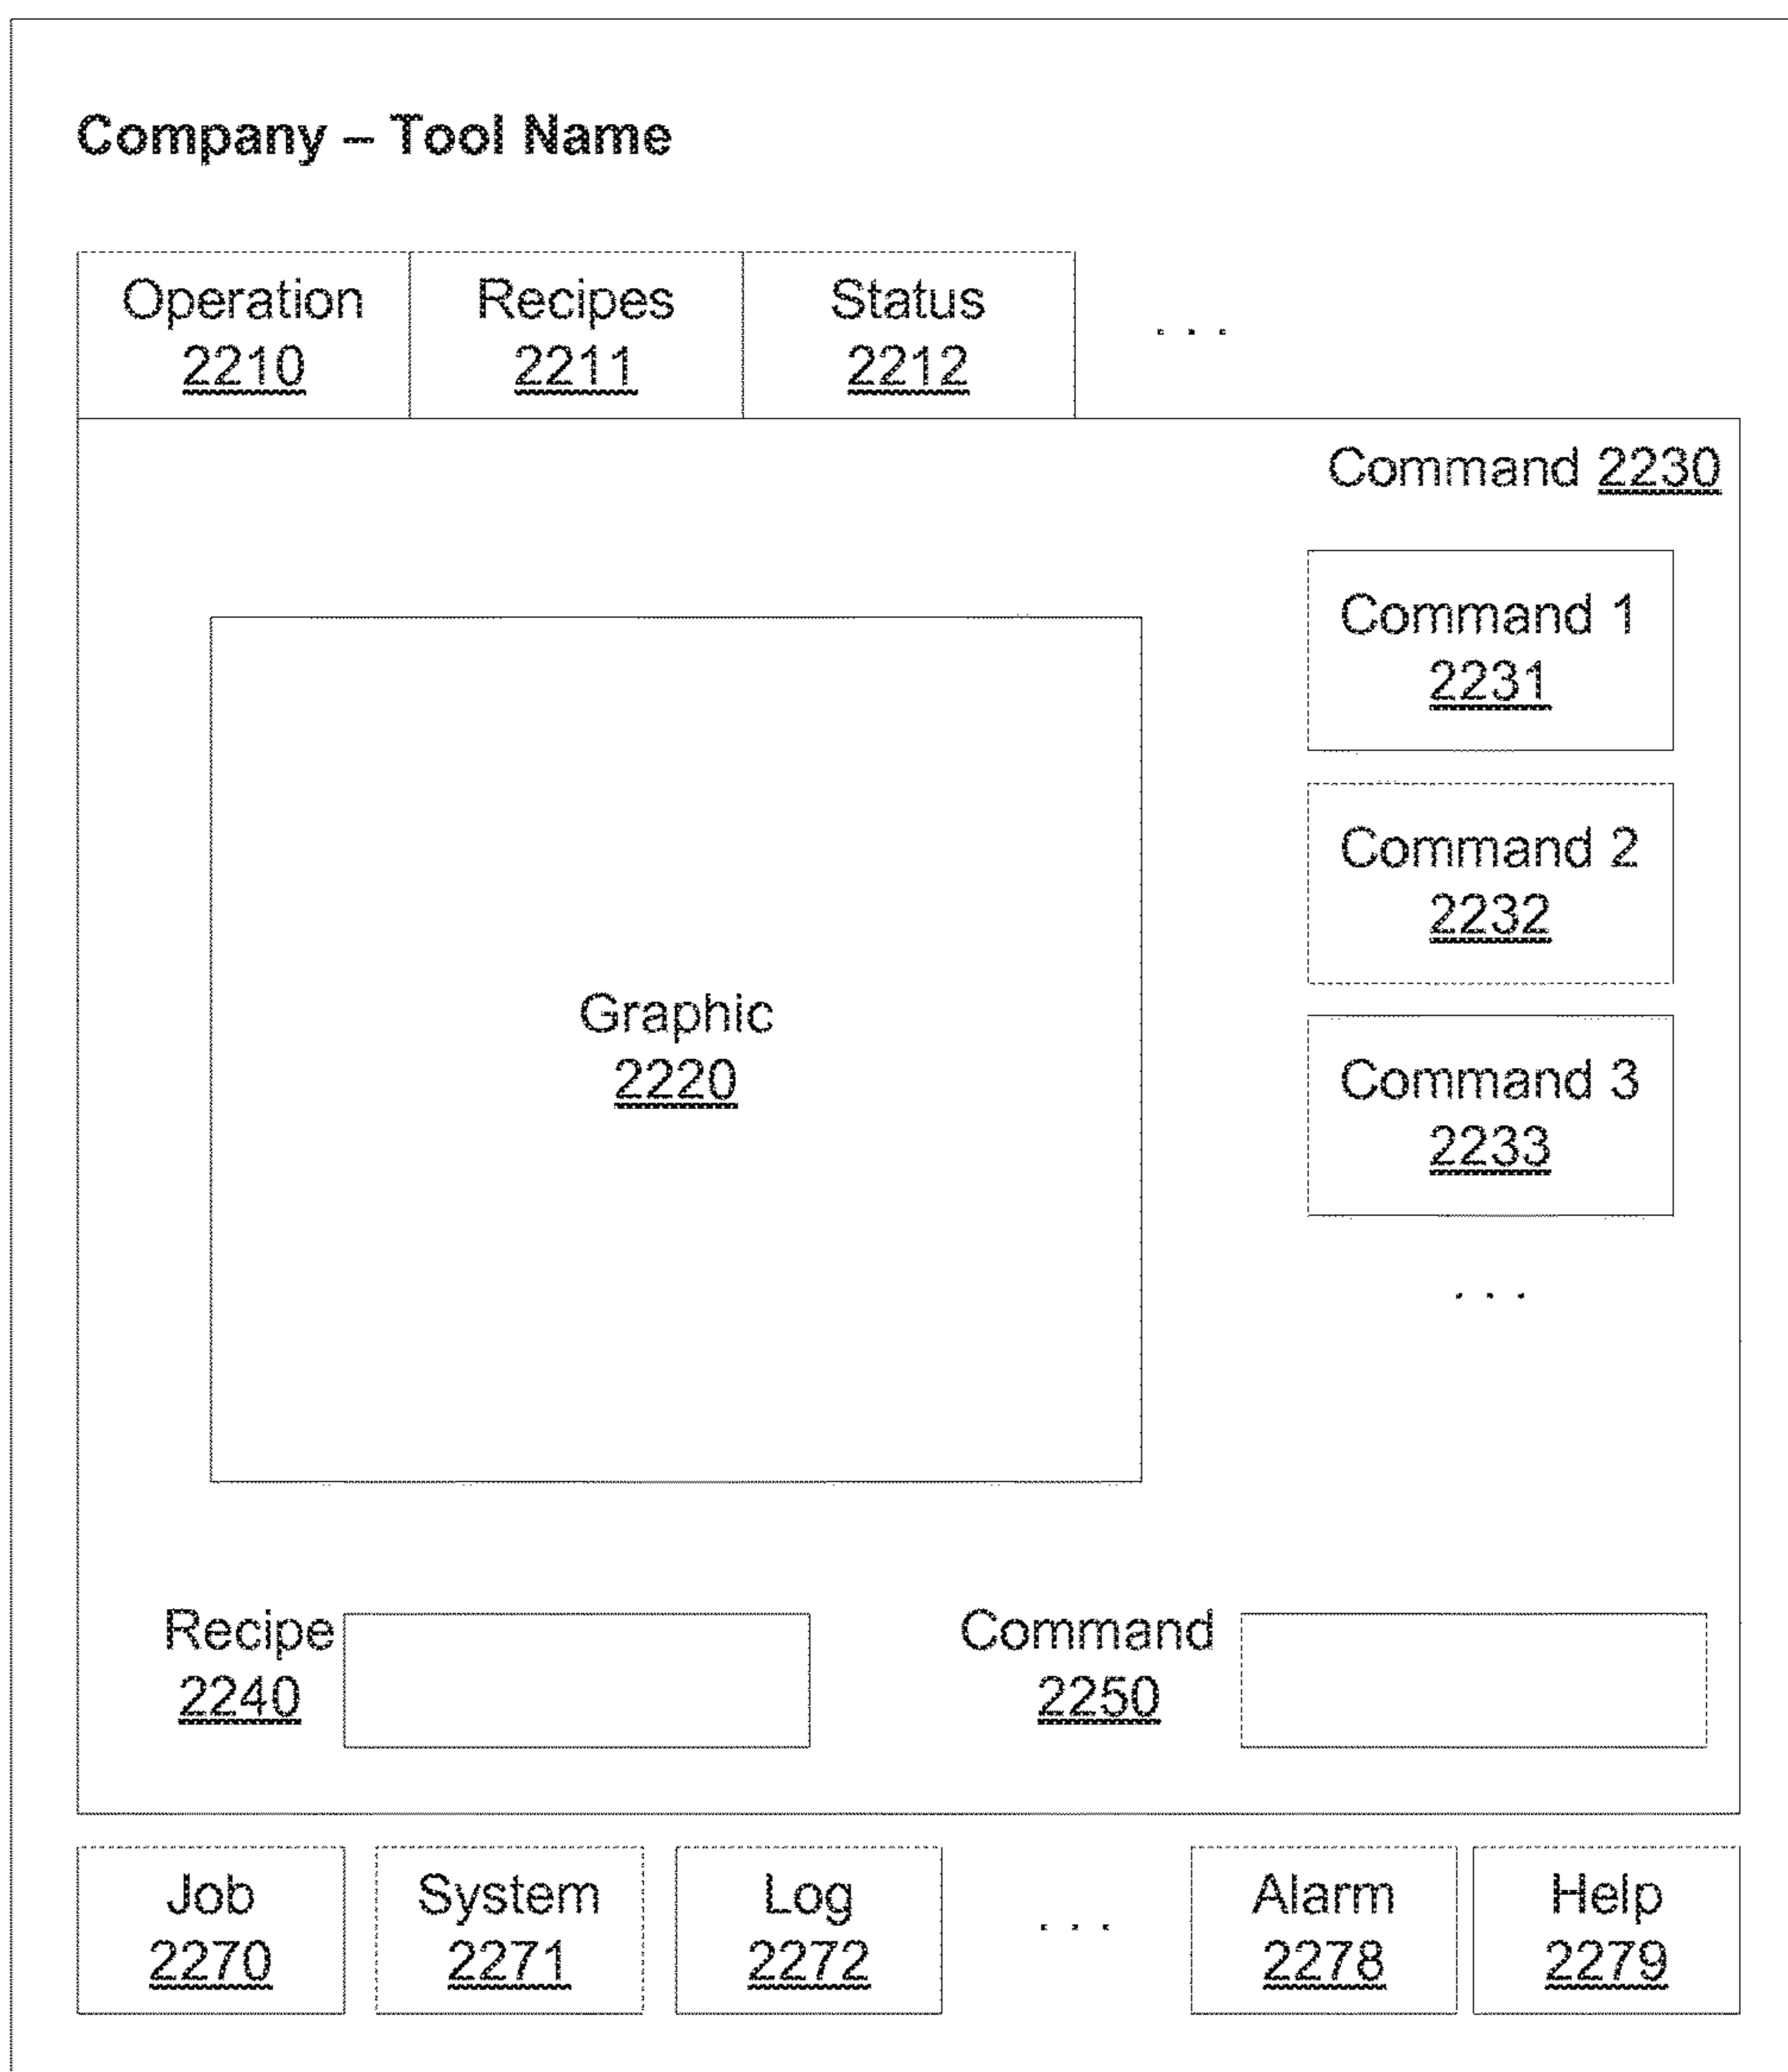 Company – Tool Name
Operation
2210
Recipes
2211
Status
2212
. . .
Command 2230
Command 1
2231
Command 2
2232
Command 3
2233
. . .
Graphic
2220
Recipe
2240
Command
2250
Job
2270
System
2271
Log
2272
. . .
Alarm
2278
Help
2279